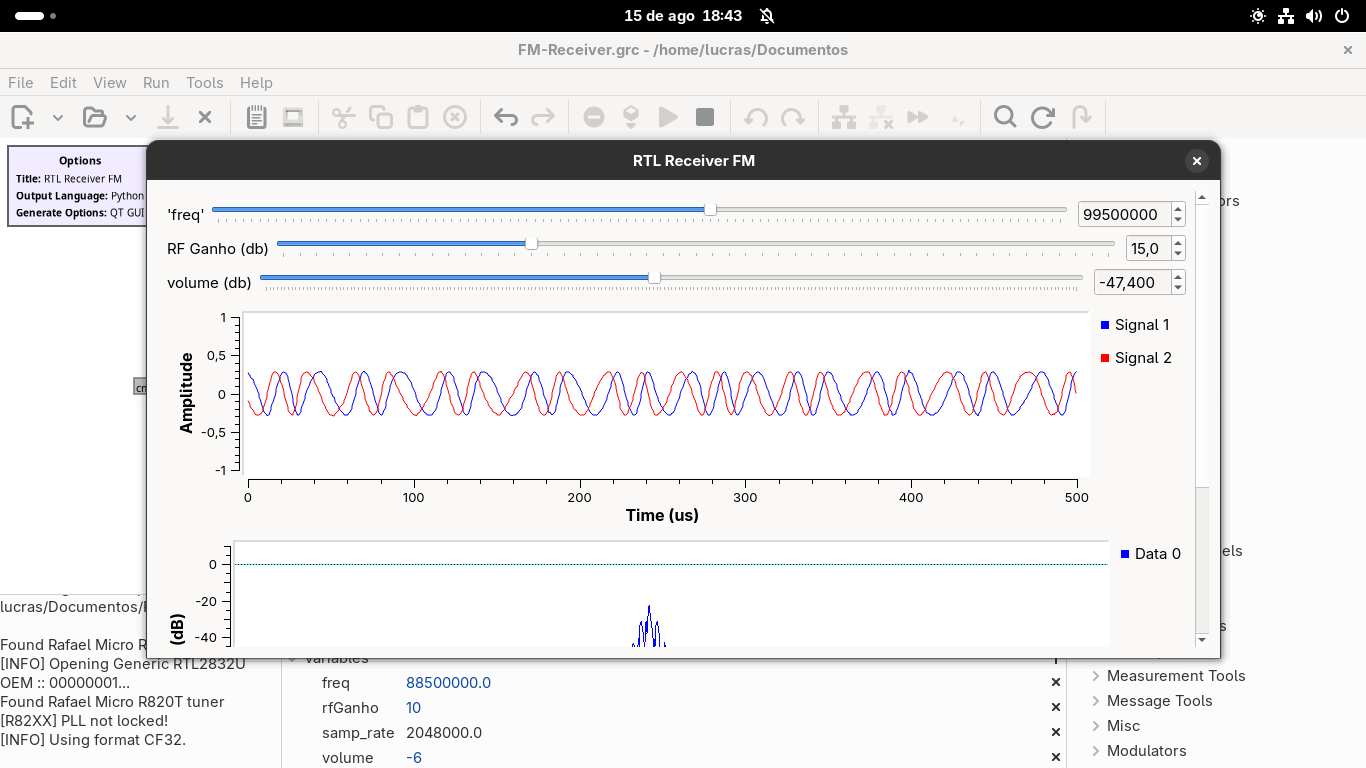 15 de ago 18:43
FM-Receiver.grc - /home/lucras/Documentos
File Edit View Run Tools Help
Options
Title: RTL Receiver FM
Output Language: Python
Generate Options: QT GUI
RTL Receiver FM
'freq' 99500000
RF Ganho (db) 15,0
volume (db) -47,400
Amplitude
1
0,5
0
-0,5
-1
0 100 200 300 400 500
Time (us)
Signal 1
Signal 2
(dB)
0
-20
-40
Data 0
lucras/Documentos/
Found Rafael Micro
[INFO] Opening Generic RTL2832U
OEM :: 00000001...
Found Rafael Micro R820T tuner
[R82XX] PLL not locked!
[INFO] Using format CF32.
Variables
freq 88500000.0
rfGanho 10
samp_rate 2048000.0
volume -6
Measurement Tools
Message Tools
Misc
Modulators